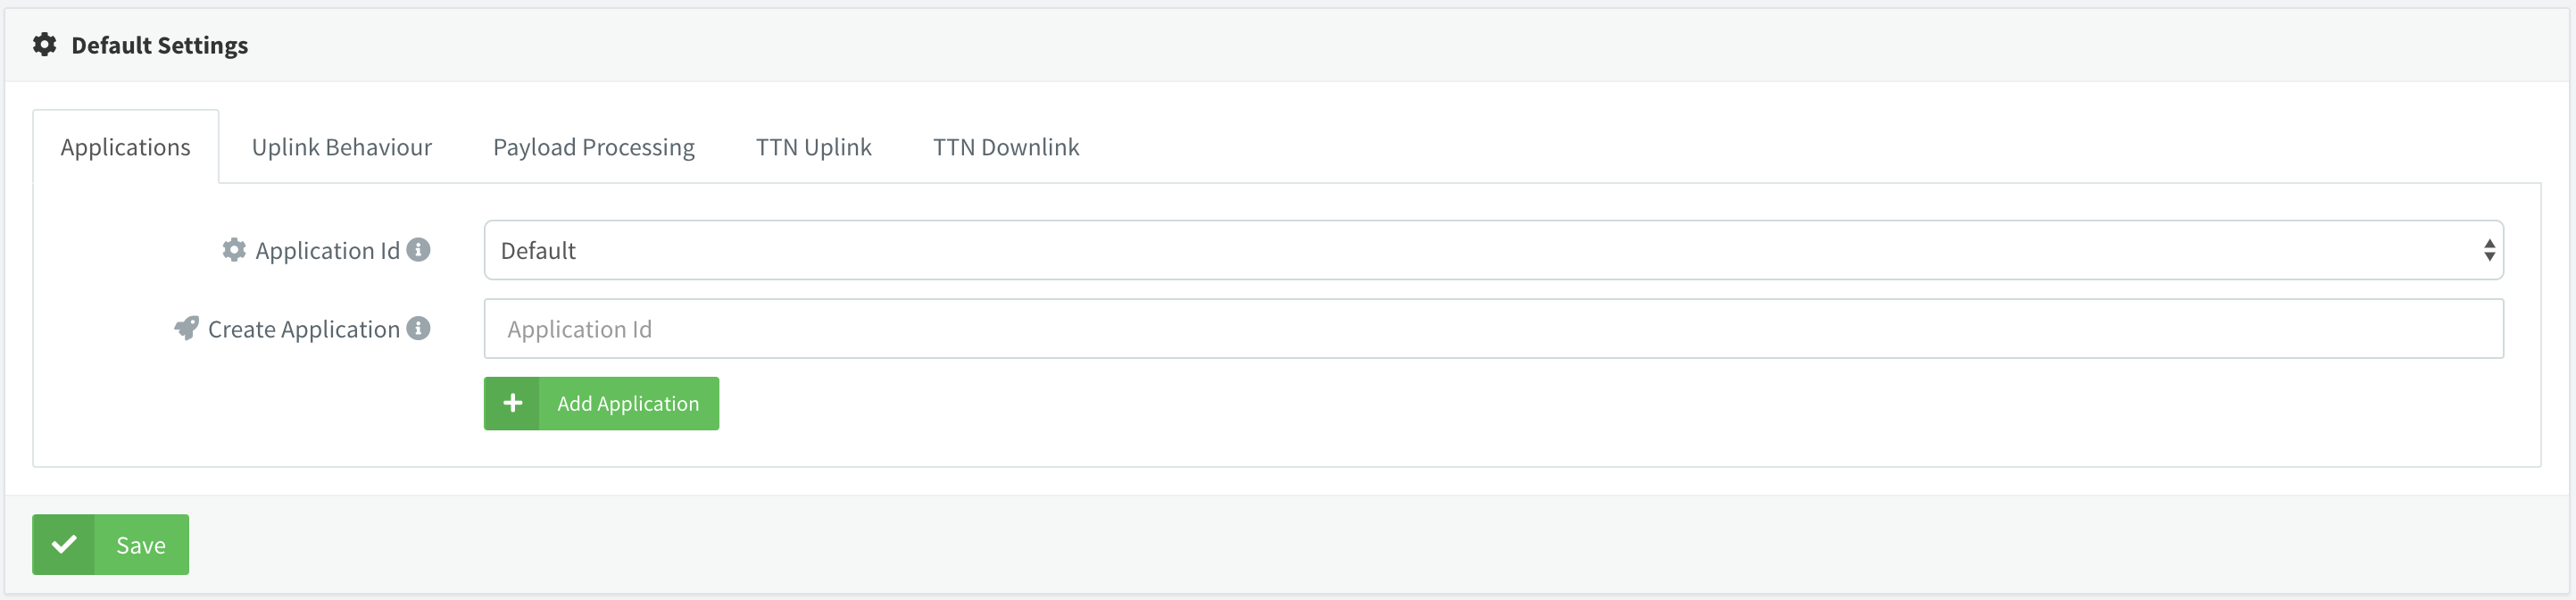 Default Settings
Applications Uplink Behaviour Payload Processing TTN Uplink TTN Downlink
Application Id Default
Create Application Application Id
Add Application
Save